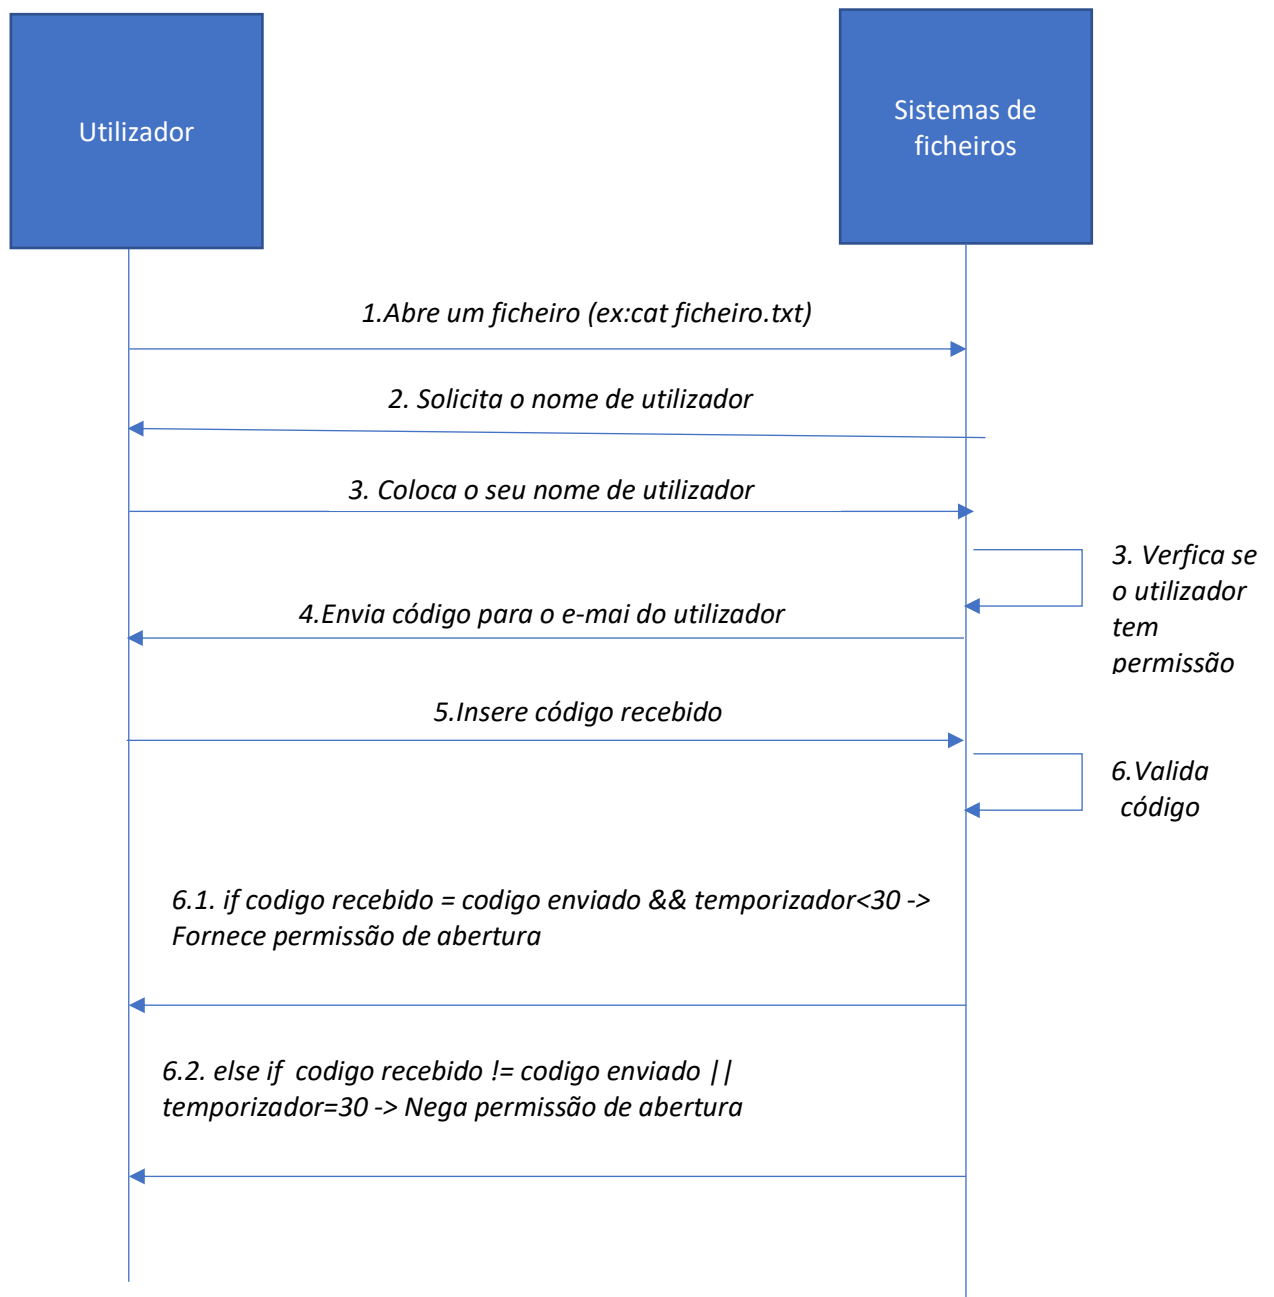 Utilizador
Sistemas de
ficheiros
1.Abre um ficheiro (ex:cat ficheiro.txt)
2. Solicita o nome de utilizador
3. Coloca o seu nome de utilizador
3. Verfica se
o utilizador
tem
permissão
4.Envia código para o e-mai do utilizador
5.Insere código recebido
6.Valida
código
6.1. if codigo recebido = codigo enviado && temporizador<30 ->
Fornece permissão de abertura
6.2. else if  codigo recebido != codigo enviado ||
temporizador=30 -> Nega permissão de abertura